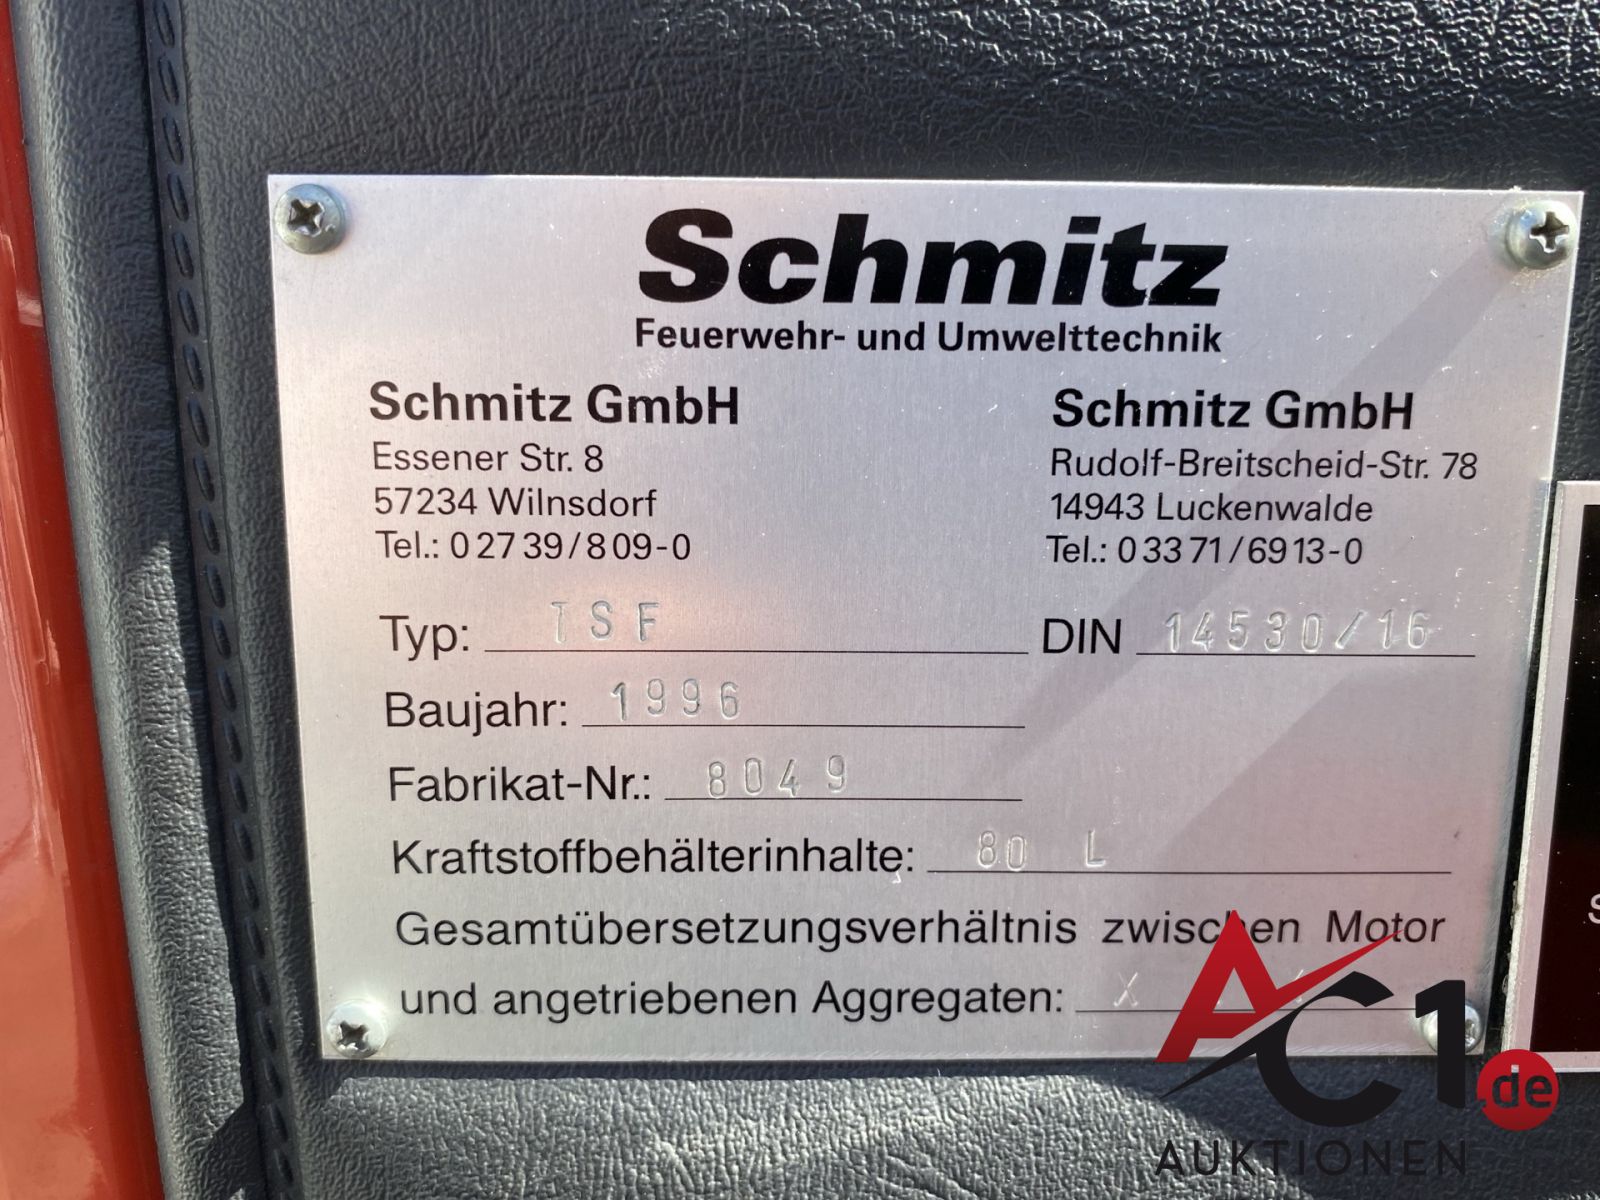 Schmitz
Feuerwehr- und Umwelttechnik
Schmitz GmbH
Essener Str. 8
57234 Wilnsdorf
Tel.: 02739/809-0
Schmitz GmbH
Rudolf-Breitscheid-Str. 78
14943 Luckenwalde
Tel.: 03371/6913-0
Typ: TSF DIN 14530/16
Baujahr: 1996
Fabrikat-Nr.: 8049
Kraftstoffbehälterinhalte: 80 L
Gesamtübersetzungsverhältnis zwischen Motor
und angetriebenen Aggregaten: X
AC1.de
AUKTIONEN